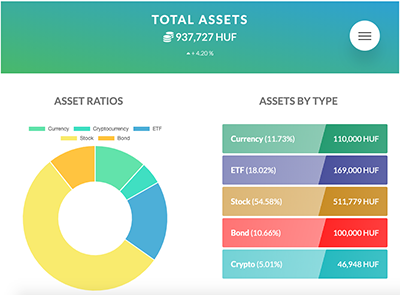 TOTAL ASSETS
937,727 HUF
+ 4.20 %
ASSET RATIOS
Currency Cryptocurrency ETF
Stock Bond
ASSETS BY TYPE
Currency (11.73%) 110,000 HUF
ETF (18.02%) 169,000 HUF
Stock (54.58%) 511,779 HUF
Bond (10.66%) 100,000 HUF
Crypto (5.01%) 46,948 HUF